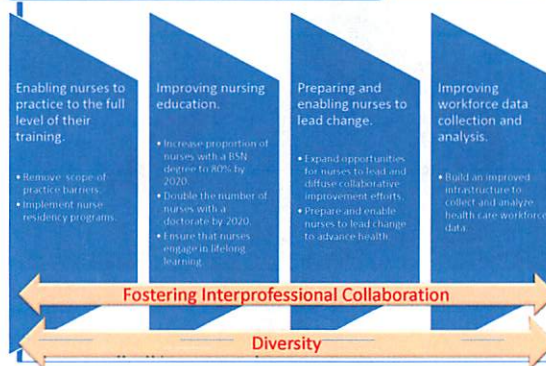 Enabling nurses to
practice to the full
level of their
training.
• Remove scope of
practice barriers.
• Implement nurse
residency programs.
Improving nursing
education.
• Increase proportion of
nurses with a BSN
degree to 80% by
2020.
• Double the number of
nurses with a
doctorate by 2020.
• Ensure that nurses
engage in lifelong
learning.
Preparing and
enabling nurses to
lead change.
• Expand opportunities
for nurses to lead and
diffuse collaborative
improvement efforts.
• Prepare and enable
nurses to lead change
to advance health.
Improving
workforce data
collection and
analysis.
• Build an improved
infrastructure to
collect and analyze
health care workforce
data.
Fostering Interprofessional Collaboration
Diversity